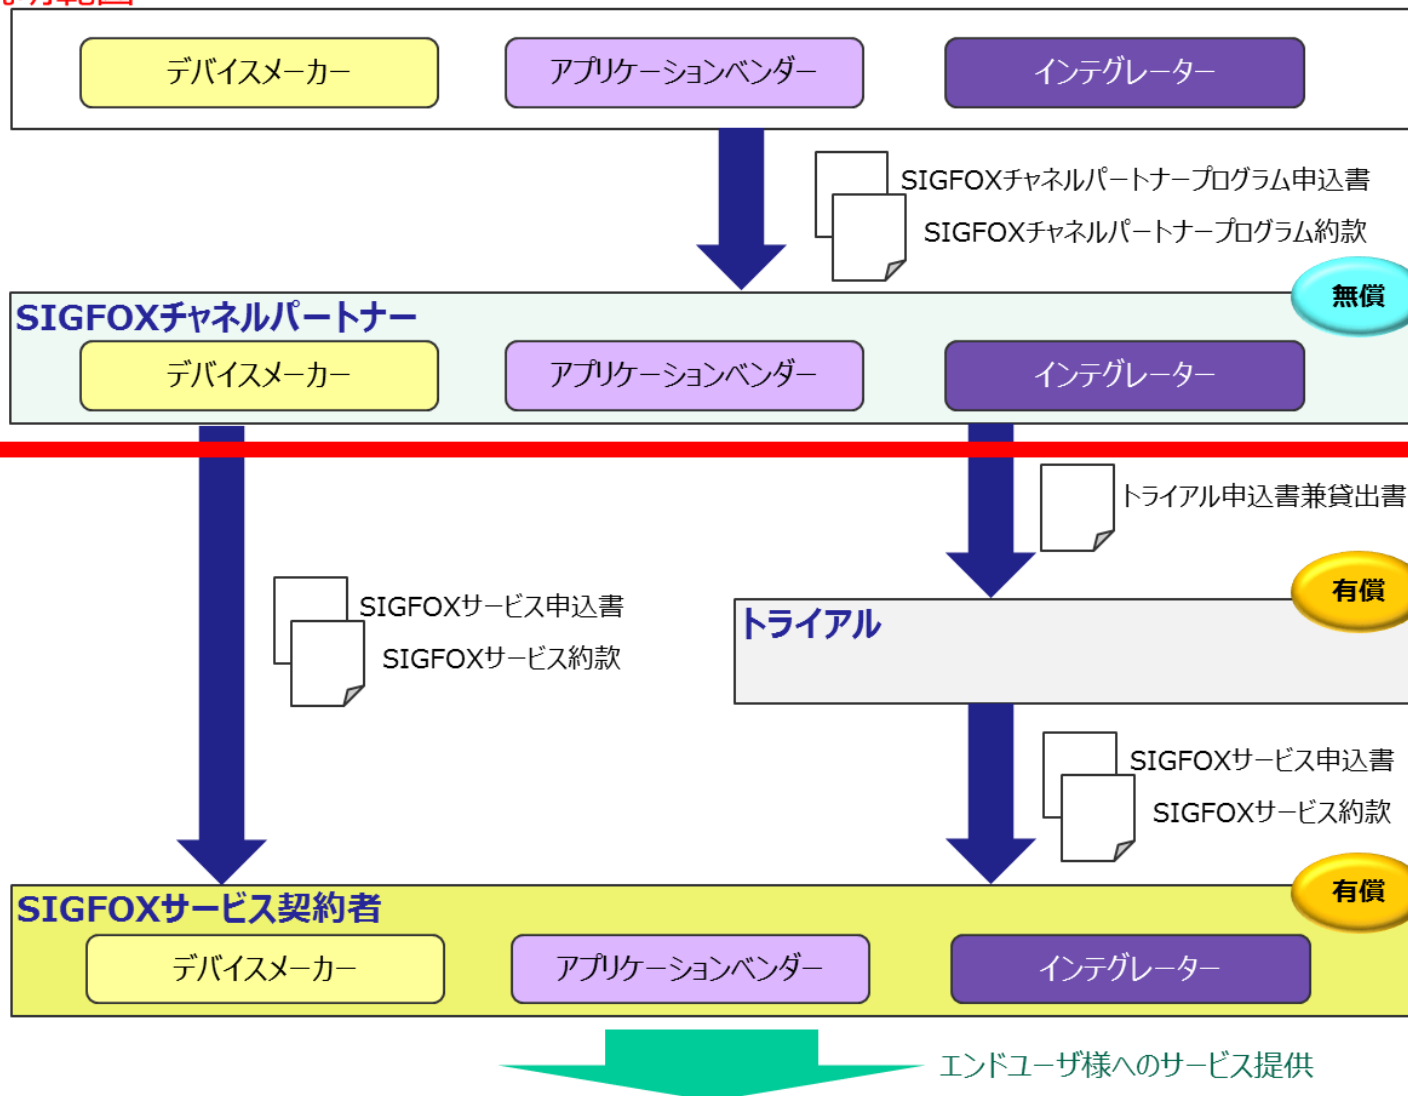 デバイスメーカー
アプリケーションベンダー
インテグレーター
SIGFOXチャネルパートナープログラム申込書
SIGFOXチャネルパートナープログラム約款
無償
SIGFOXチャネルパートナー
デバイスメーカー
アプリケーションベンダー
インテグレーター
トライアル申込書兼貸出書
有償
SIGFOXサービス申込書
SIGFOXサービス約款
トライアル
SIGFOXサービス申込書
SIGFOXサービス約款
有償
SIGFOXサービス契約者
デバイスメーカー
アプリケーションベンダー
インテグレーター
エンドユーザ様へのサービス提供